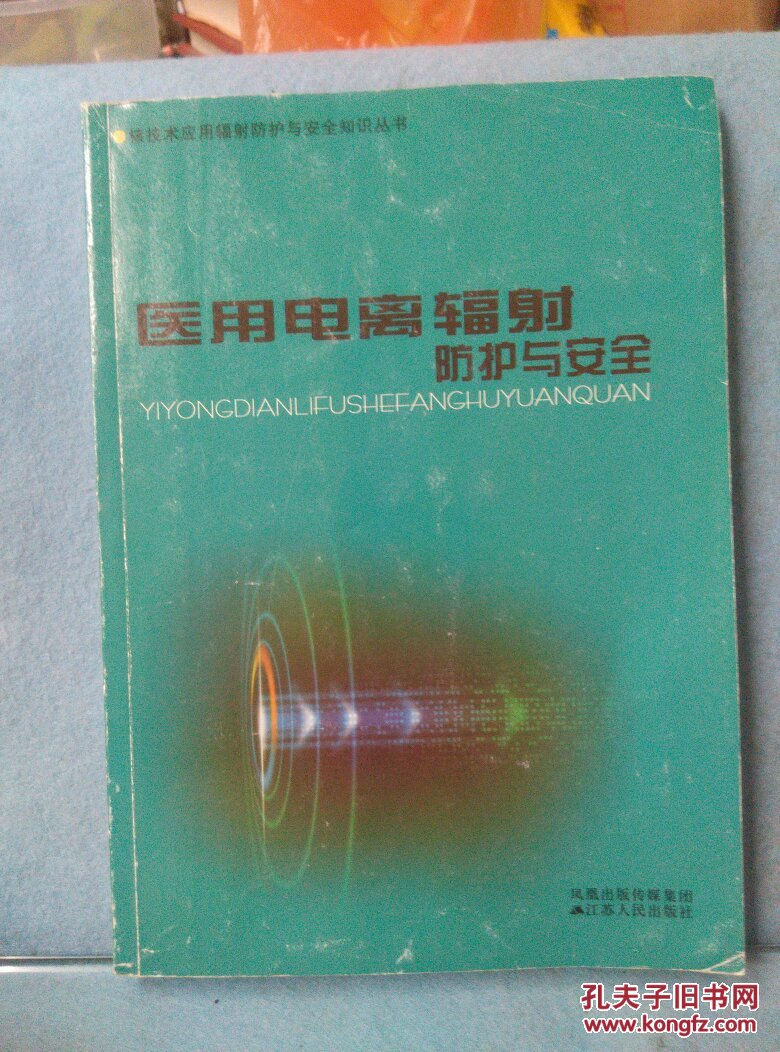 核技术应用辐射防护与安全知识丛书
医用电离辐射
防护与安全
YIYONGDIANLIFUSHEFANGHUYUANQUAN
凤凰出版传媒集团
江苏人民出版社
孔夫子旧书网
www.kongfz.com